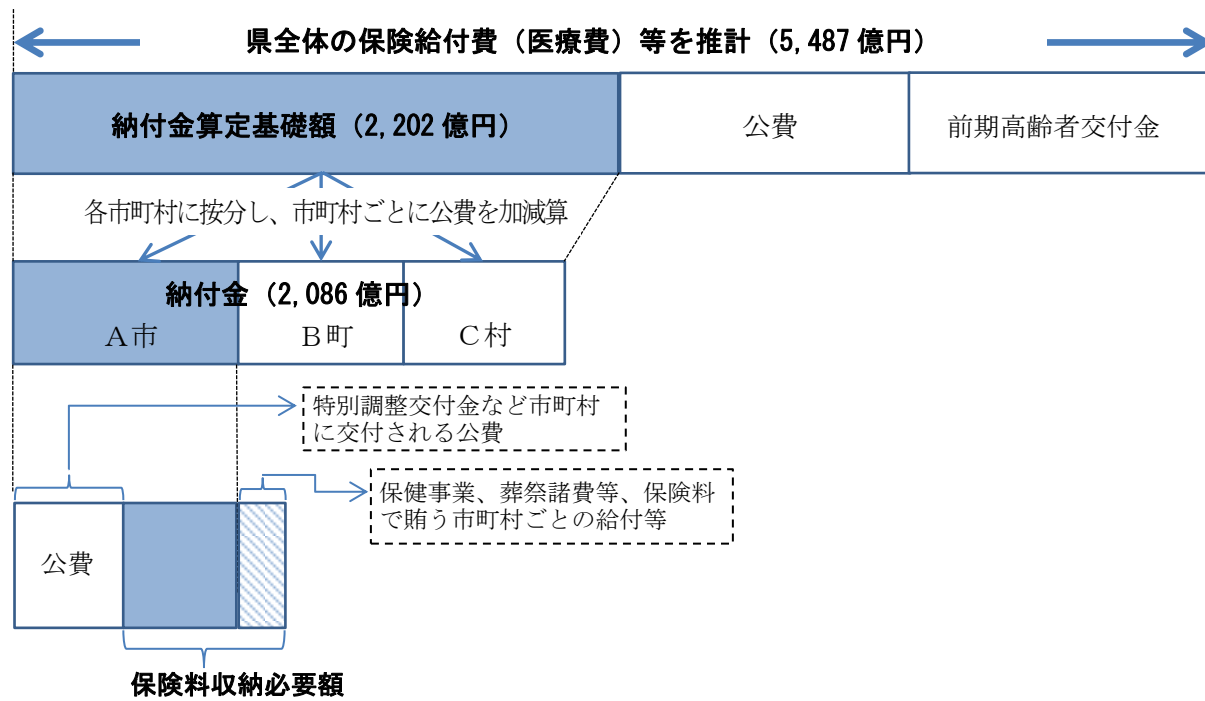 県全体の保険給付費（医療費）等を推計（5,487 億円）
納付金算定基礎額（2,202 億円）
公費
前期高齢者交付金
各市町村に按分し、市町村ごとに公費を加減算
納付金（2,086 億円）
Ａ市
Ｂ町
Ｃ村
特別調整交付金など市町村
に交付される公費
保健事業、葬祭諸費等、保険料
で賄う市町村ごとの給付等
公費
保険料収納必要額